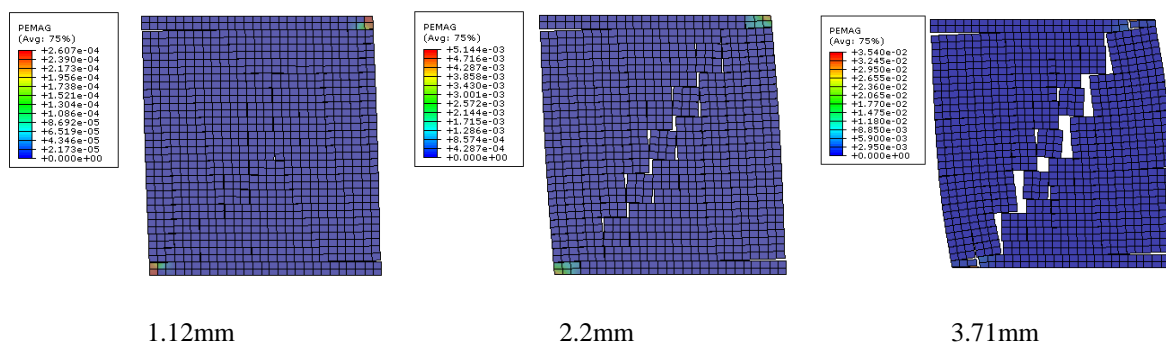 PEMAG
(Avg: 75%)
+2.607e-04
+2.390e-04
+2.173e-04
+1.956e-04
+1.738e-04
+1.521e-04
+1.304e-04
+1.086e-04
+8.692e-05
+6.519e-05
+4.346e-05
+2.173e-05
+0.000e+00
PEMAG
(Avg: 75%)
+5.144e-03
+4.716e-03
+4.287e-03
+3.858e-03
+3.430e-03
+3.001e-03
+2.572e-03
+2.144e-03
+1.715e-03
+1.286e-03
+8.574e-04
+4.287e-04
+0.000e+00
PEMAG
(Avg: 75%)
+3.540e-02
+3.245e-02
+2.950e-02
+2.655e-02
+2.360e-02
+2.065e-02
+1.770e-02
+1.475e-02
+1.180e-02
+8.850e-03
+5.900e-03
+2.950e-03
+0.000e+00
1.12mm
2.2mm
3.71mm